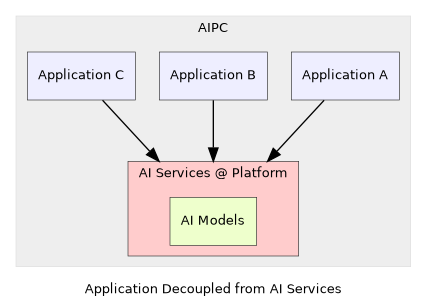 AIPC
Application C
Application B
Application A
AI Services @ Platform
AI Models
Application Decoupled from AI Services